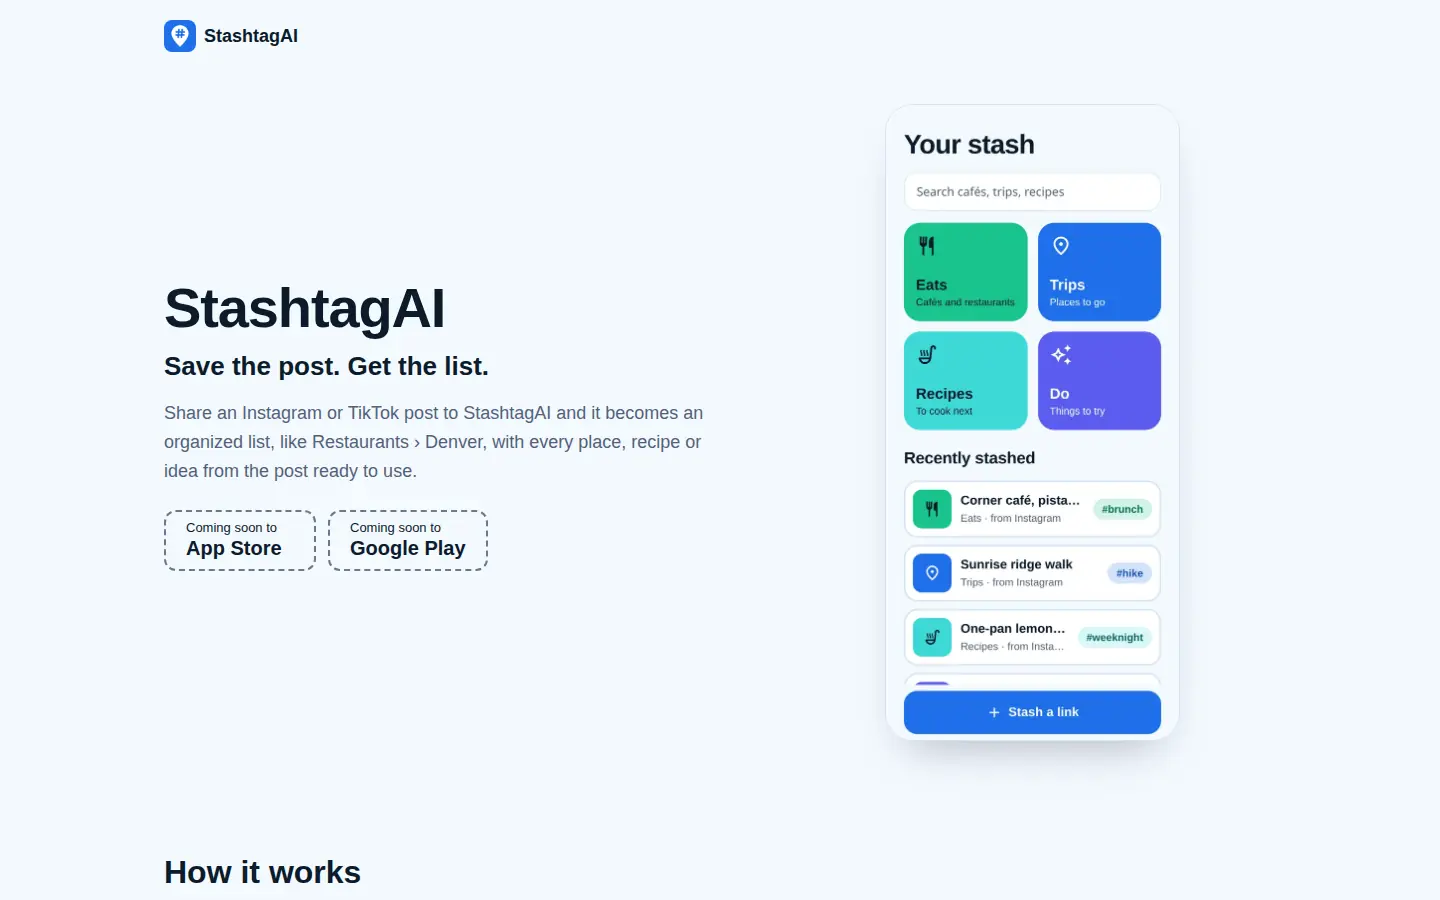 StashtagAI
StashtagAI
Save the post. Get the list.
Share an Instagram or TikTok post to StashtagAI and it becomes an
organized list, like Restaurants › Denver, with every place, recipe or
idea from the post ready to use.
Coming soon to
App Store
Coming soon to
Google Play
Your stash
Search cafés, trips, recipes
Eats
Cafés and restaurants
Trips
Places to go
Recipes
To cook next
Do
Things to try
Recently stashed
Corner café, pista...
Eats · from Instagram
#brunch
Sunrise ridge walk
Trips · from Instagram
#hike
One-pan lemon...
Recipes · from Insta...
#weeknight
+ Stash a link
How it works